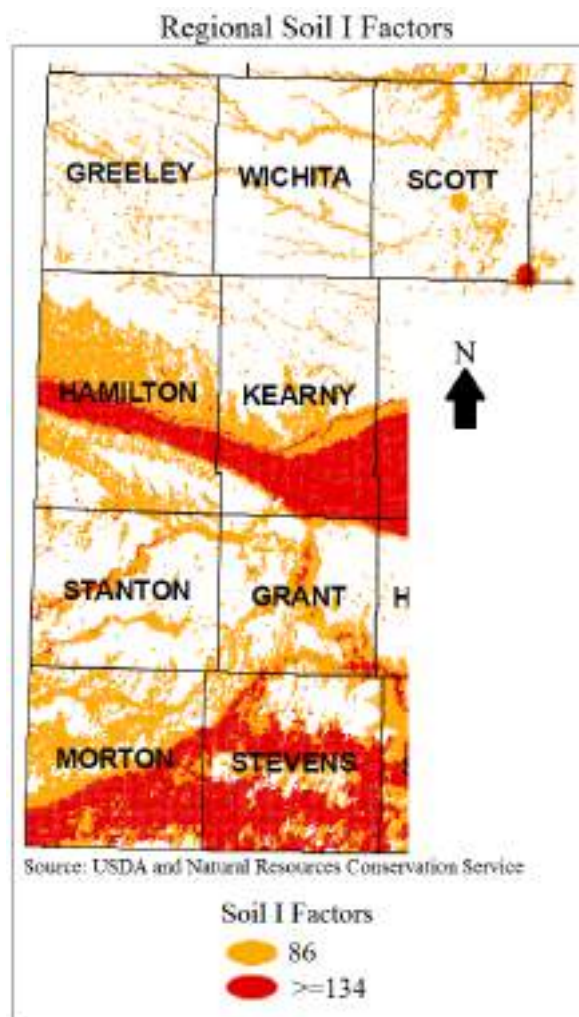 Regional Soil I Factors
GREELEY WICHITA SCOTT
N
HAMILTON KEARNY
STANTON GRANT H
MORTON STEVENS S
Source: USDA and Natural Resources Conservation Service
Soil I Factors
86
>=134